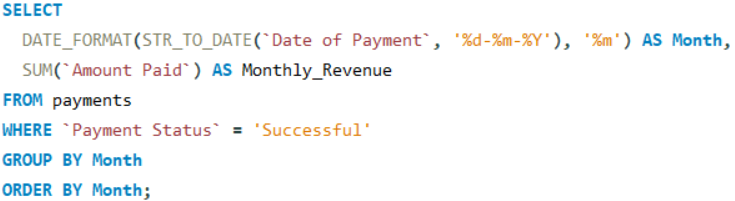 SELECT
DATE_FORMAT(STR_TO_DATE(`Date of Payment`, '%d-%m-%Y'), '%m') AS Month,
SUM(`Amount Paid`) AS Monthly_Revenue
FROM payments
WHERE `Payment Status` = 'Successful'
GROUP BY Month
ORDER BY Month;